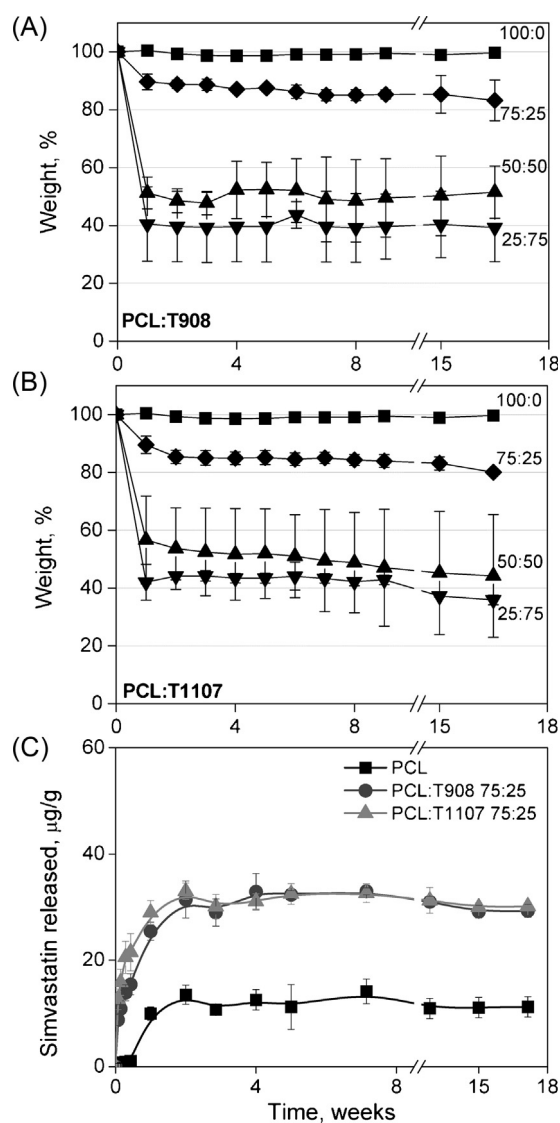 (A)
100:0
100
80
75:25
60
50:50
40
25:75
20
0
Weight, %
PCL:T908
0 4 8 15 18
(B)
100:0
100
80
75:25
60
50:50
40
25:75
20
0
Weight, %
PCL:T1107
0 4 8 15 18
(C)
60
40
20
0
Simvastatin released, µg/g
PCL
PCL:T908 75:25
PCL:T1107 75:25
0 4 8 15 18
Time, weeks